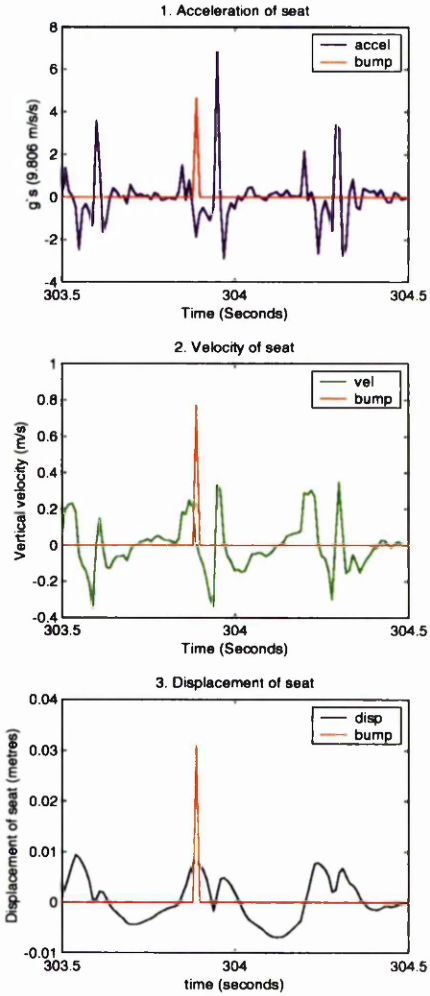 1. Acceleration of seat
accel
bump
g`s (9.806 m/s/s)
8
6
4
2
0
-2
-4
303.5 304 304.5
Time (Seconds)
2. Velocity of seat
vel
bump
Vertical velocity (m/s)
1
0.8
0.6
0.4
0.2
0
-0.2
-0.4
303.5 304 304.5
Time (Seconds)
3. Displacement of seat
disp
bump
Displacement of seat (metres)
0.04
0.03
0.02
0.01
0
-0.01
303.5 304 304.5
time (seconds)